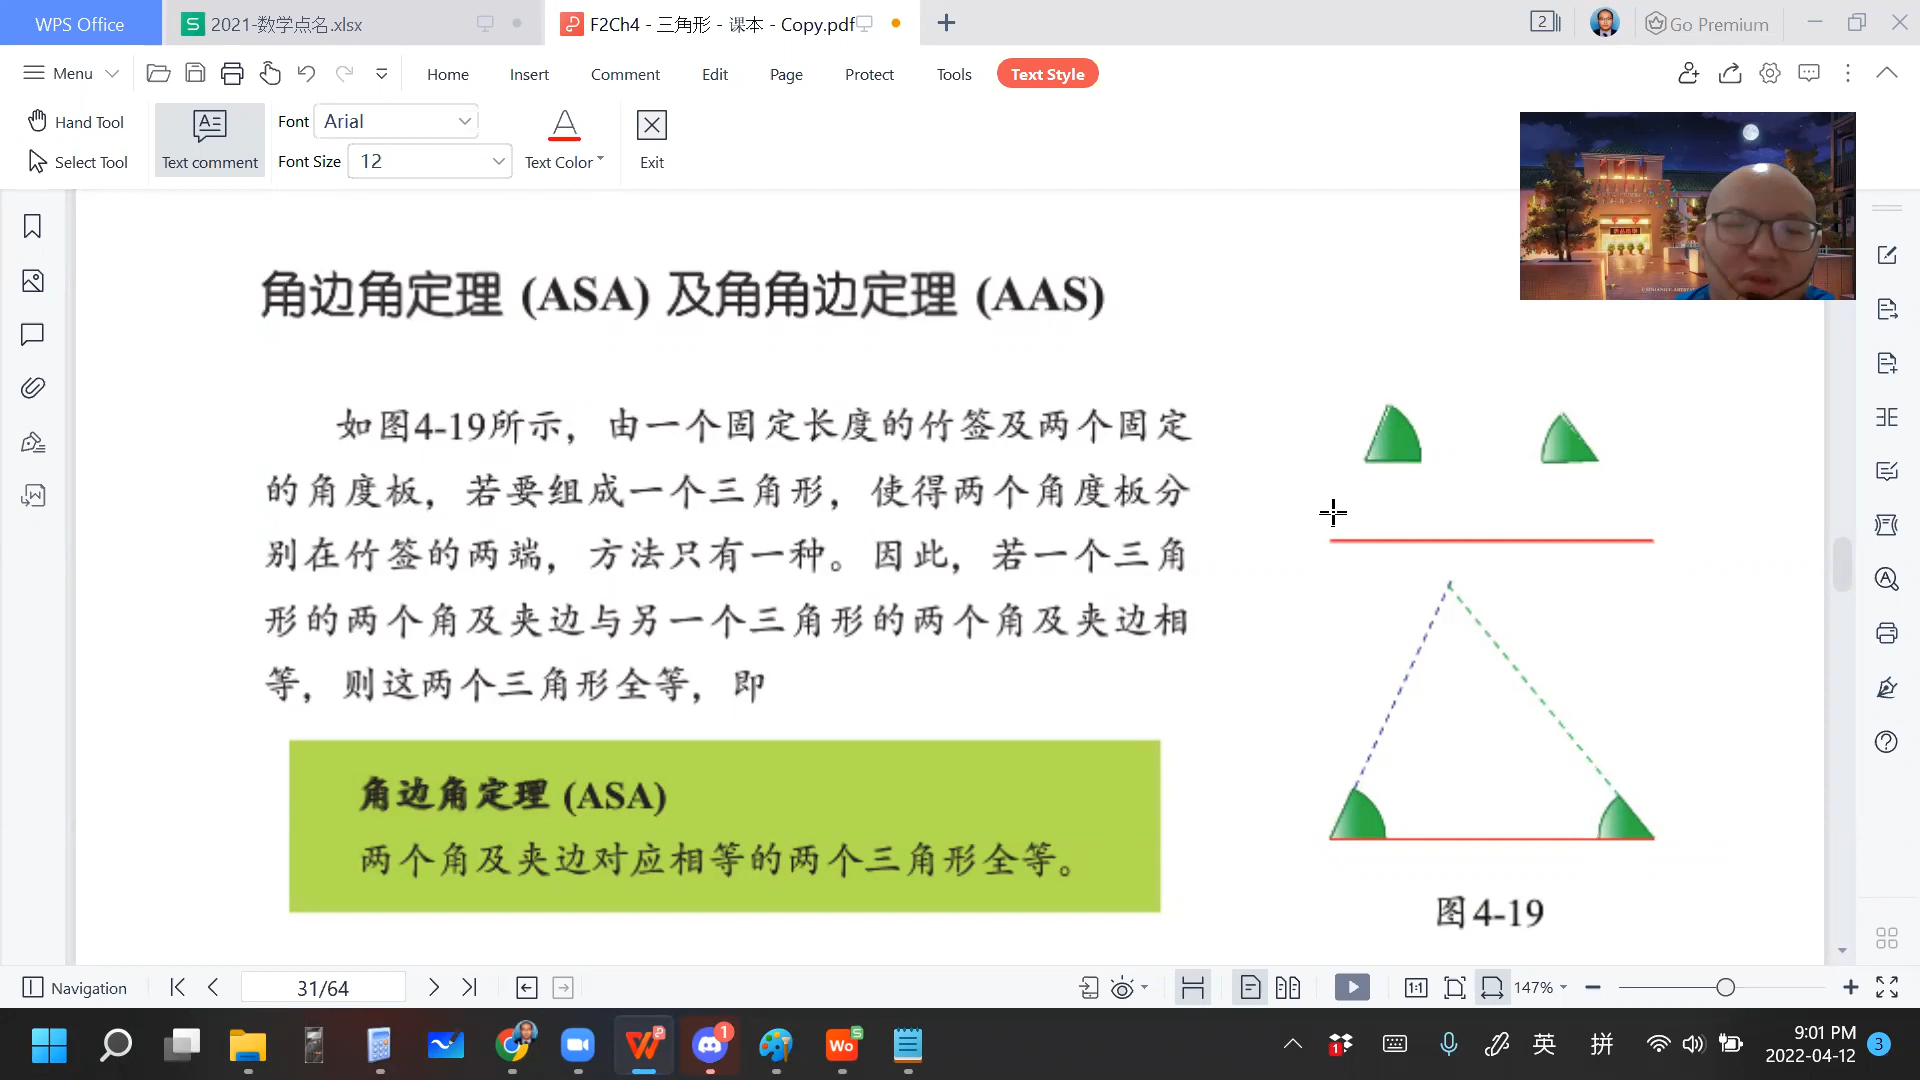 WPS Office
2021-数学点名.xlsx
F2Ch4 - 三角形 - 课本 - Copy.pdf
2
Go Premium
Menu
Home
Insert
Comment
Edit
Page
Protect
Tools
Text Style
Hand Tool
Select Tool
Text comment
Font
Arial
Font Size
12
Text Color
Exit
角边角定理 (ASA) 及角角边定理 (AAS)
如图4-19所示，由一个固定长度的竹签及两个固定
的角度板，若要组成一个三角形，使得两个角度板分
别在竹签的两端，方法只有一种。因此，若一个三角
形的两个角及夹边与另一个三角形的两个角及夹边相
等，则这两个三角形全等，即
角边角定理 (ASA)
两个角及夹边对应相等的两个三角形全等。
图4-19
Navigation
31/64
1:1
147%
1
Wo
S
1
英
拼
9:01 PM
2022-04-12
3